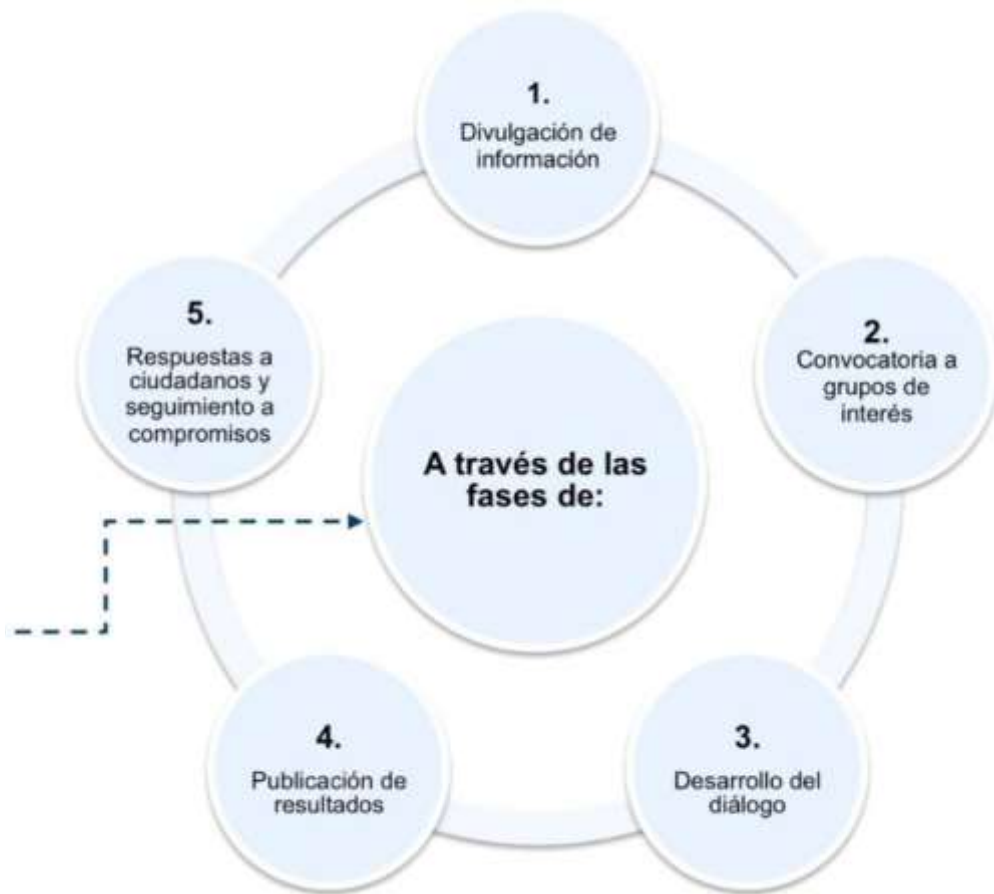 1.
Divulgación de
información
2.
Convocatoria a
grupos de
interés
3.
Desarrollo del
diálogo
4.
Publicación de
resultados
5.
Respuestas a
ciudadanos y
seguimiento a
compromisos
A través de las
fases de: